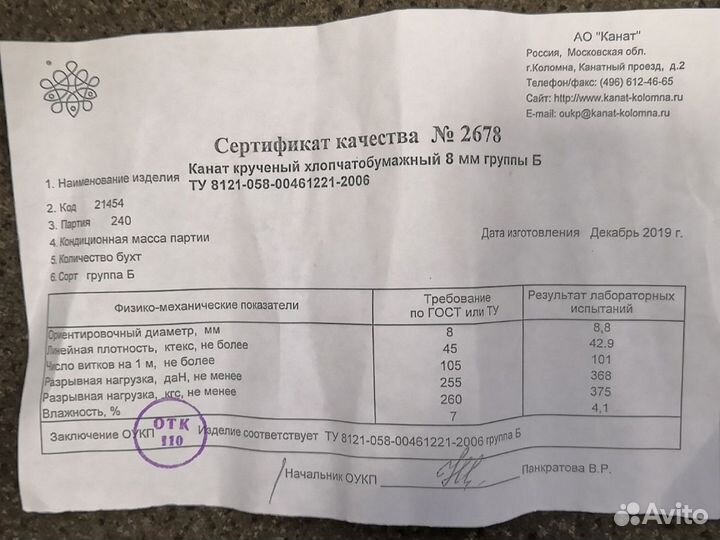 АО "Канат"
Россия, Московская обл.
г.Коломна, Канатный проезд, д.2
Телефон/факс: (496) 612-46-65
Сайт: http://www.kanat-kolomna.ru
E-mail: oukp@kanat-kolomna.ru
Сертификат качества № 2678
1. Наименование изделия Канат крученый хлопчатобумажный 8 мм группы Б
ТУ 8121-058-00461221-2006
2. Код 21454
3. Партия 240
4. Кондиционная масса партии
Дата изготовления Декабрь 2019 г.
5. Количество бухт
6. Сорт группа Б
Физико-механические показатели Требование по ГОСТ или ТУ Результат лабораторных испытаний
Ориентировочный диаметр, мм 8 8,8
Линейная плотность, ктекс, не более 45 42.9
Число витков на 1 м, не более 105 101
Разрывная нагрузка, даН, не менее 255 368
Разрывная нагрузка, кгс, не менее 260 375
Влажность, % 7 4,1
Заключение ОУКП Изделие соответствует ТУ 8121-058-00461221-2006 группа Б
ОТК
110
Начальник ОУКП Панкратова В.Р.
Avito